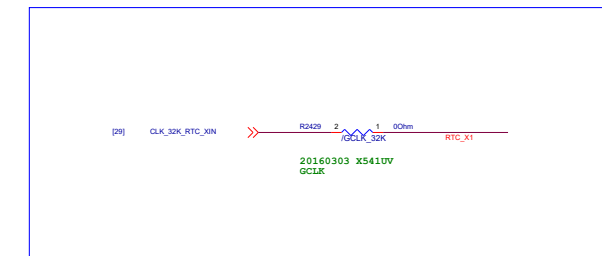 [29] CLK_32K_RTC_XIN R2429 2 1 0Ohm
/GCLK_32K RTC_X1
20160303 X541UV
GCLK